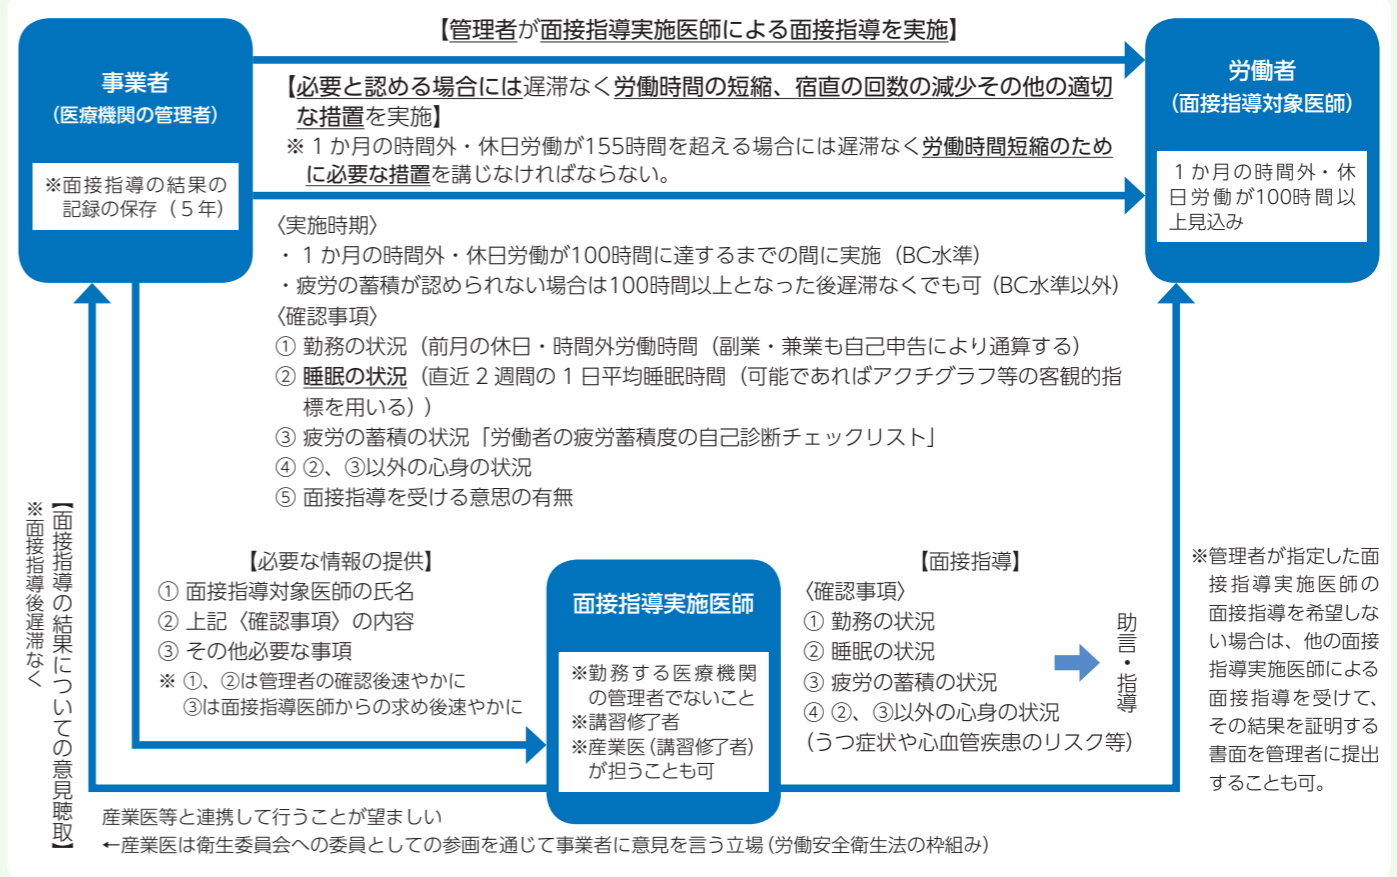 【管理者が面接指導実施医師による面接指導を実施】
事業者
(医療機関の管理者)
※面接指導の結果の
記録の保存(5年)
労働者
(面接指導対象医師)
1か月の時間外・休
日労働が100時間以
上見込み
【必要と認める場合には遅滞なく労働時間の短縮、宿直の回数の減少その他の適切
な措置を実施】
※1か月の時間外・休日労働が155時間を超える場合には遅滞なく労働時間短縮のため
に必要な措置を講じなければならない。
〈実施時期〉
・1か月の時間外・休日労働が100時間に達するまでの間に実施(BC水準)
・疲労の蓄積が認められない場合は100時間以上となった後遅滞なくでも可(BC水準以外)
〈確認事項〉
① 勤務の状況(前月の休日・時間外労働時間(副業・兼業も自己申告により通算する)
② 睡眠の状況(直近2週間の1日平均睡眠時間(可能であればアクチグラフ等の客観的指
標を用いる))
③ 疲労の蓄積の状況「労働者の疲労蓄積度の自己診断チェックリスト」
④ ②、③以外の心身の状況
⑤ 面接指導を受ける意思の有無
【面接指導の結果についての意見聴取】
※面接指導後遅滞なく
【必要な情報の提供】
① 面接指導対象医師の氏名
② 上記〈確認事項〉の内容
③ その他必要な事項
※ ①、②は管理者の確認後速やかに
③は面接指導医師からの求め後速やかに
面接指導実施医師
※勤務する医療機関
の管理者でないこと
※講習修了者
※産業医(講習修了者)
が担うことも可
【面接指導】
〈確認事項〉
① 勤務の状況
② 睡眠の状況
③ 疲労の蓄積の状況
④ ②、③以外の心身の状況
(うつ症状や心血管疾患のリスク等)
助言・指導
※管理者が指定した面
接指導実施医師の
面接指導を希望しな
い場合は、他の面接
指導実施医師による
面接指導を受けて、
その結果を証明する
書面を管理者に提出
することも可。
産業医等と連携して行うことが望ましい
←産業医は衛生委員会への委員としての参画を通じて事業者に意見を言う立場(労働安全衛生法の枠組み)